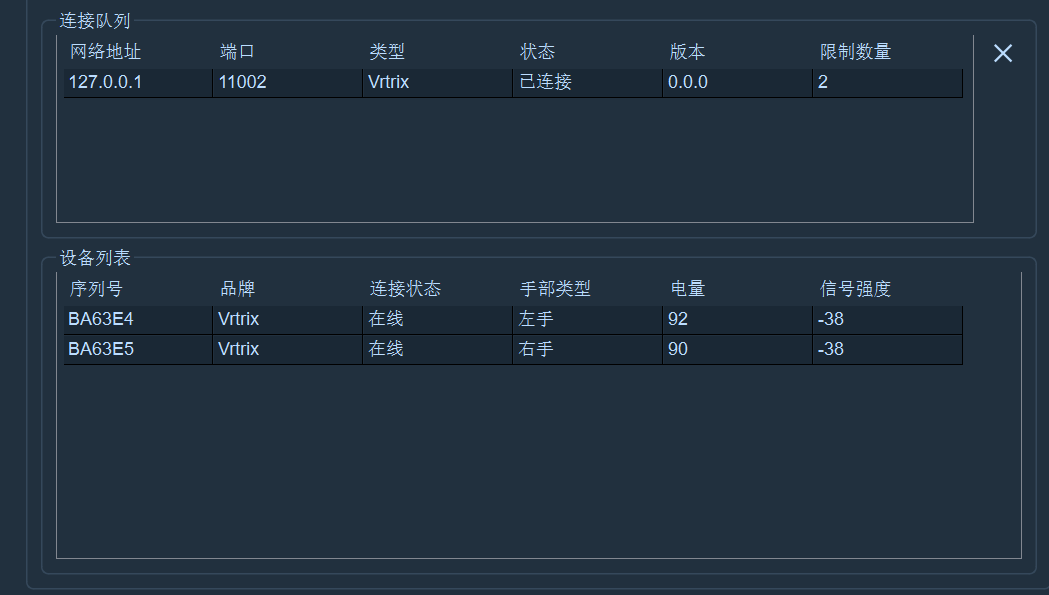 连接队列
网络地址 端口 类型 状态 版本 限制数量
127.0.0.1 11002 Vrtrix 已连接 0.0.0 2
设备列表
序列号 品牌 连接状态 手部类型 电量 信号强度
BA63E4 Vrtrix 在线 左手 92 -38
BA63E5 Vrtrix 在线 右手 90 -38